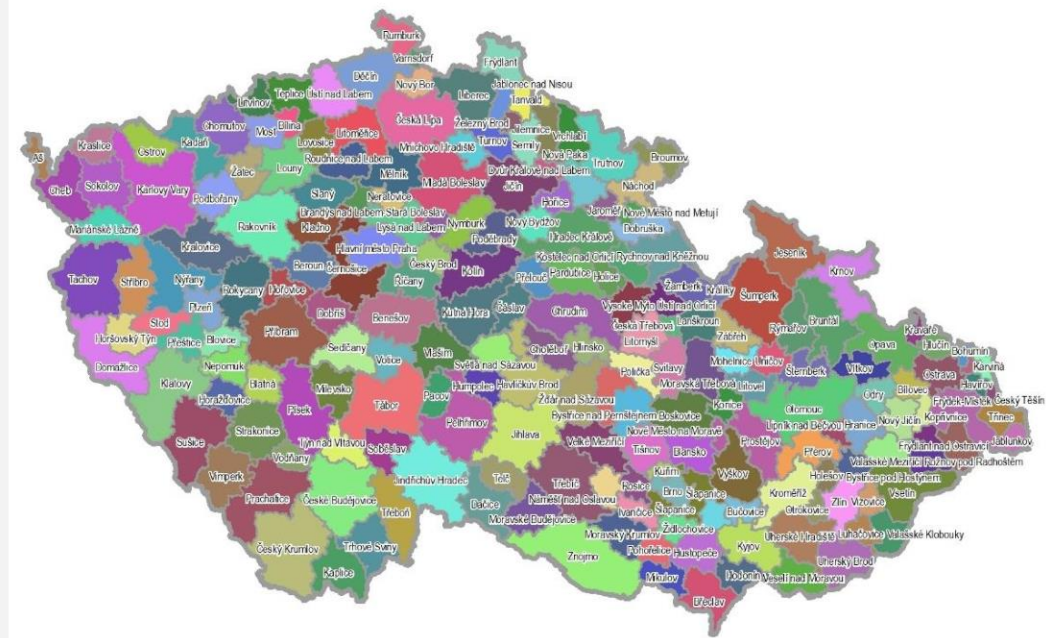 Rumburk
Varnsdorf
Frýdlant
Děčín
Jablonec nad Nisou
Teplice
Ústí nad Labem
Nový Bor
Liberec
Tanvald
Litvínov
Česká Lípa
Železný Brod
Jilemnice
Vrchlabí
Chomutov
Most
Bílina
Litoměřice
Turnov
Semily
Trutnov
Kraslice
Ostrov
Kadaň
Lovosice
Mnichovo Hradiště
Nová Paka
Broumov
Aš
Žatec
Louny
Roudnice nad Labem
Mělník
Dvůr Králové nad Labem
Cheb
Sokolov
Karlovy Vary
Podbořany
Slaný
Neratovice
Mladá Boleslav
Jičín
Náchod
Hořice
Jaroměř
Nové Město nad Metují
Brandýs nad Labem-Stará Boleslav
Mariánské Lázně
Rakovník
Kladno
Lysá nad Labem
Nymburk
Nový Bydžov
Dobruška
Kralovice
Hlavní město Praha
Poděbrady
Hradec Králové
Beroun
Černošice
Český Brod
Kolín
Kostelec nad Orlicí
Rychnov nad Kněžnou
Jeseník
Tachov
Stříbro
Nýřany
Rokycany
Hořovice
Říčany
Přelouč
Pardubice
Holice
Krnov
Plzeň
Žamberk
Králíky
Šumperk
Dobříš
Benešov
Kutná Hora
Čáslav
Chrudim
Vysoké Mýto
Ústí nad Orlicí
Stod
Příbram
Česká Třebova
Lanškroun
Rýmařov
Bruntál
Kravaře
Horšovský Týn
Přeštice
Blovice
Sedlčany
Votice
Vlašim
Chotěboř
Hlinsko
Litomyšl
Zábřeh
Opava
Hlučín
Bohumín
Domažlice
Nepomuk
Světlá nad Sázavou
Polička
Svitavy
Mohelnice
Uničov
Šternberk
Vítkov
Ostrava
Karviná
Klatovy
Blatná
Milevsko
Pacov
Humpolec
Havlíčkův Brod
Moravská Třebová
Litovel
Odry
Bílovec
Havířov
Horažďovice
Písek
Tábor
Pelhřimov
Žďár nad Sázavou
Konice
Olomouc
Frýdek-Místek
Český Těšín
Bystřice nad Pernštejnem
Boskovice
Nový Jičín
Kopřivnice
Třinec
Sušice
Strakonice
Týn nad Vltavou
Soběslav
Jihlava
Velké Meziříčí
Nové Město na Moravě
Prostějov
Lipník nad Bečvou
Hranice
Frýdlant nad Ostravicí
Jablunkov
Vodňany
Tišnov
Blansko
Přerov
Valašské Meziříčí
Rožnov pod Radhoštěm
Vimperk
Jindřichův Hradec
Telč
Třebíč
Kuřim
Vyškov
Holešov
Bystřice pod Hostýnem
Prachatice
České Budějovice
Rosice
Brno
Šlapanice
Kroměříž
Vsetín
Třeboň
Dačice
Náměšť nad Oslavou
Ivančice
Šlapanice
Bučovice
Otrokovice
Zlín
Vizovice
Moravské Budějovice
Židlochovice
Český Krumlov
Trhové Sviny
Moravský Krumlov
Uherské Hradiště
Luhačovice
Valašské Klobouky
Znojmo
Pohořelice
Hustopeče
Kyjov
Uherský Brod
Kaplice
Mikulov
Hodonín
Veselí nad Moravou
Břeclav